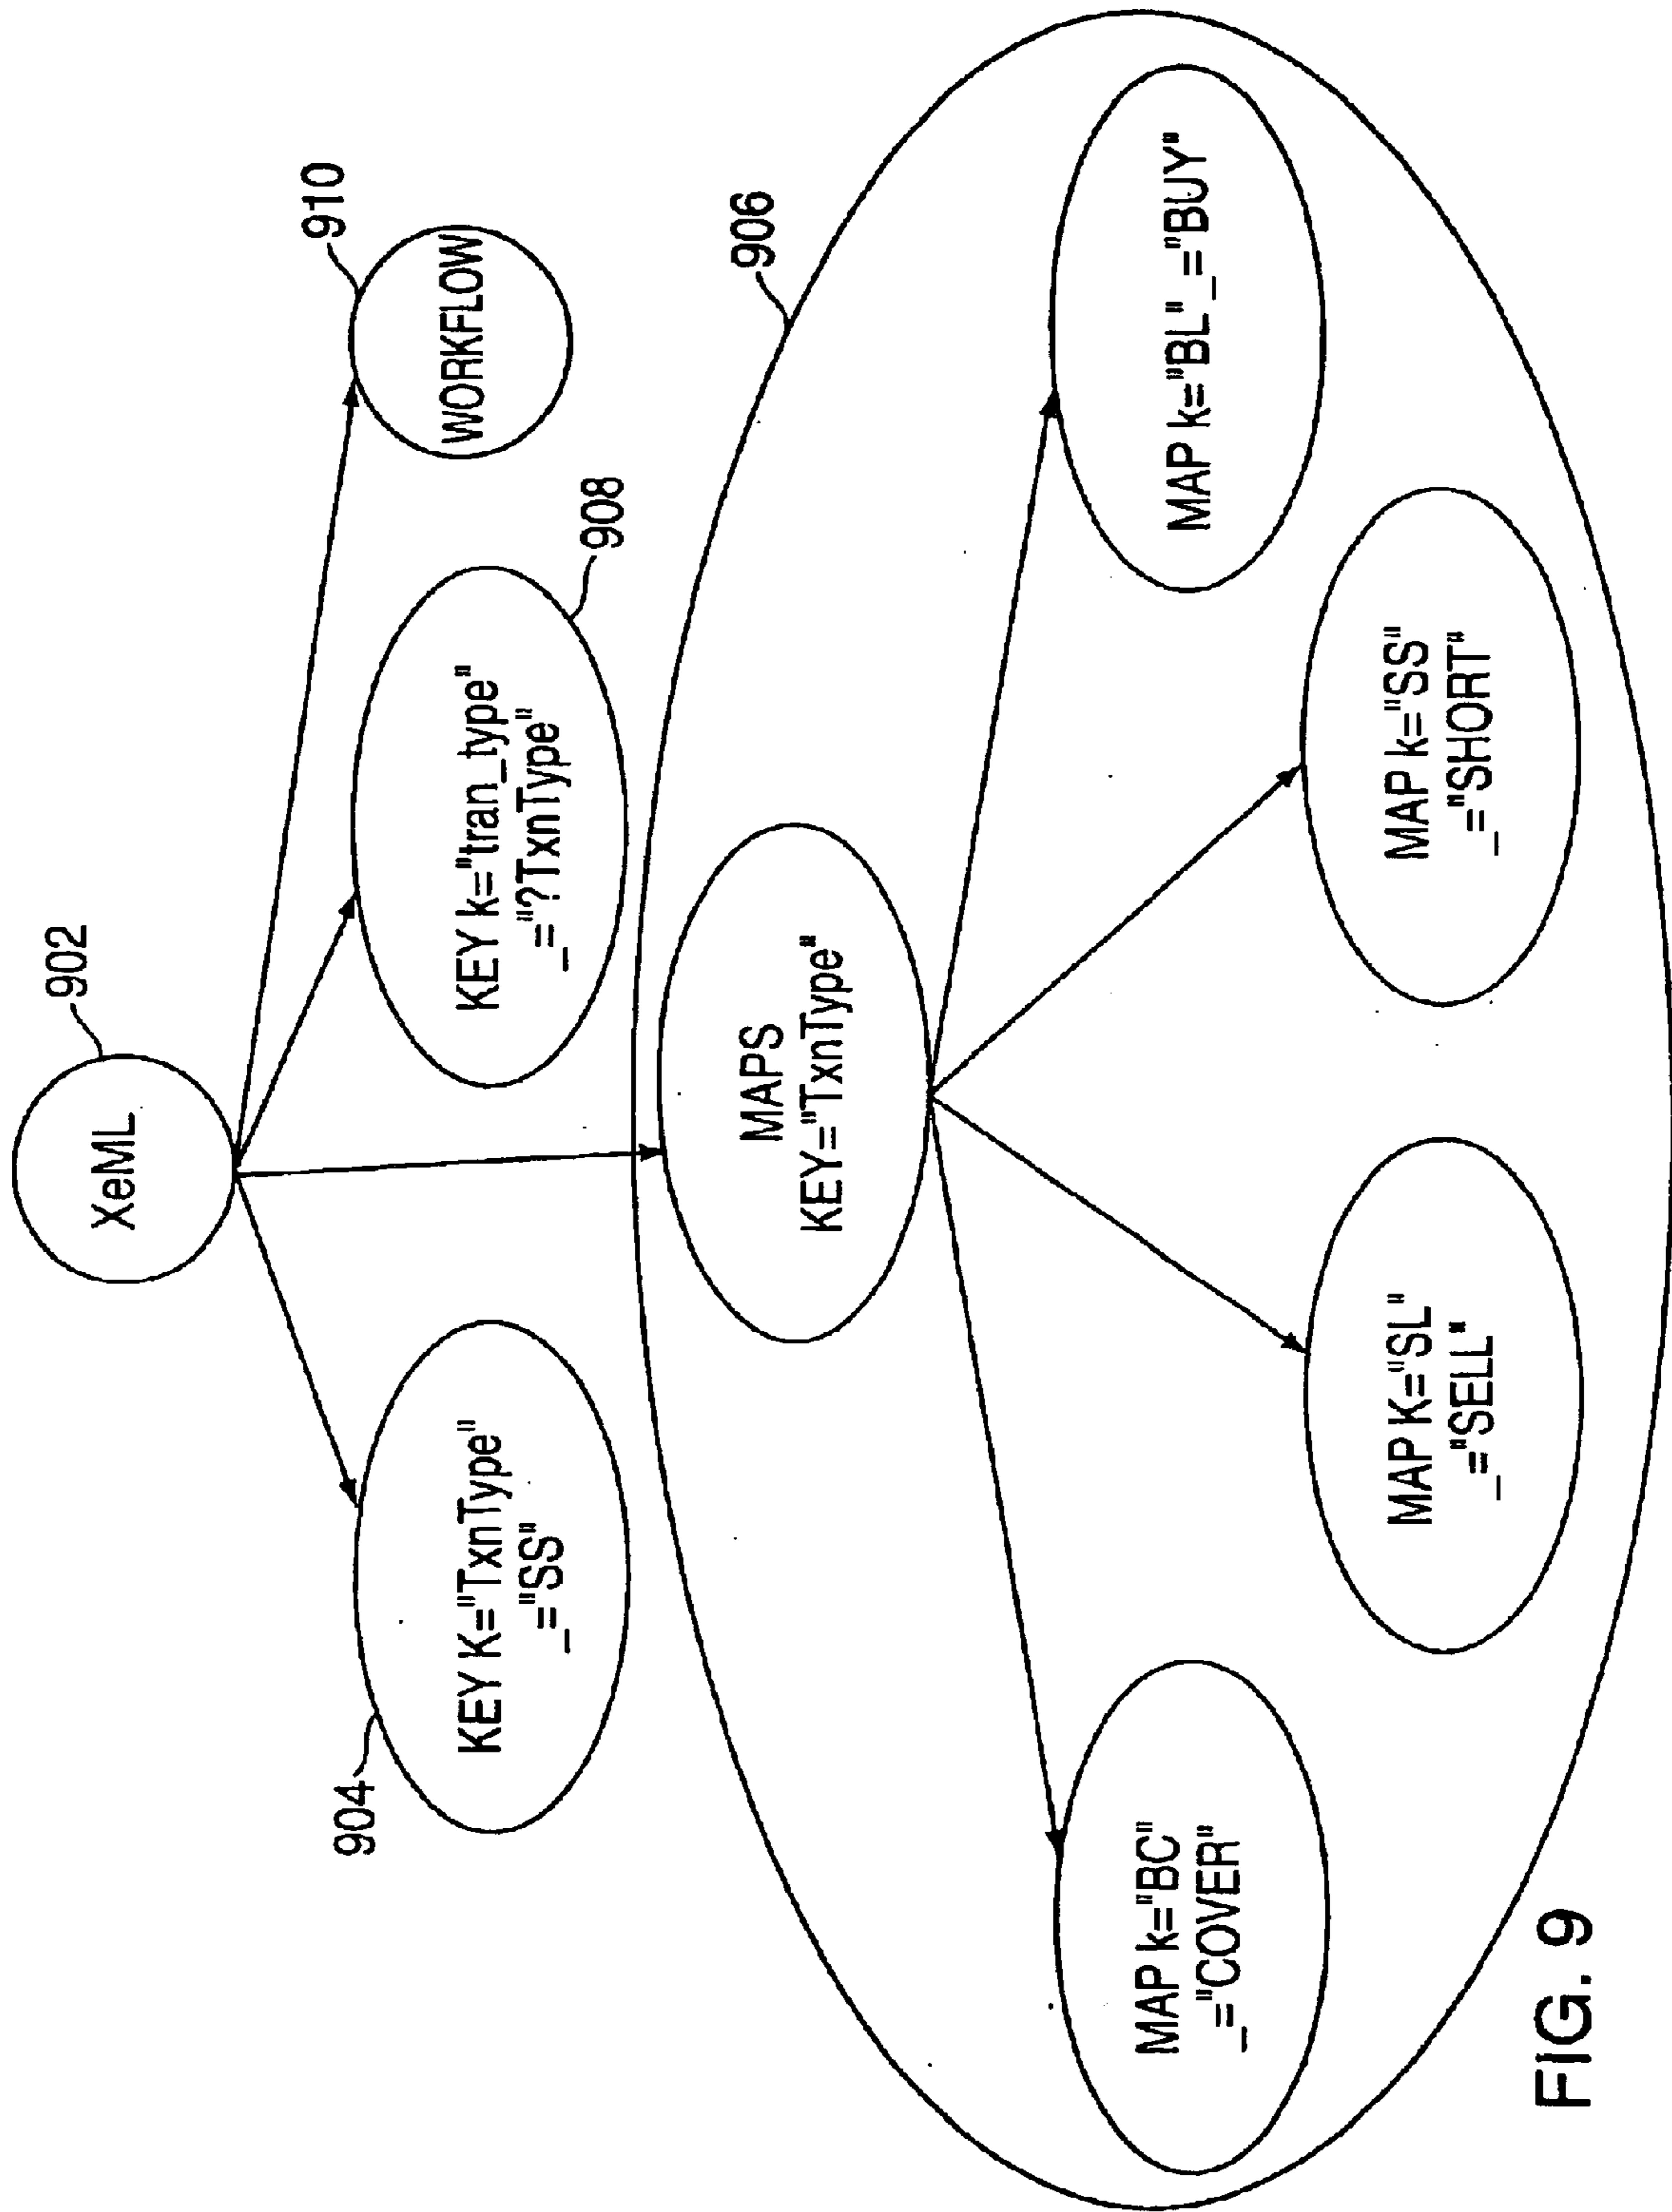 902
XeML
904
KEY K="TxnType"
_="SS"
KEY k="tran_type"
_="?TxnType"
908
WORKFLOW
910
906
MAPS
KEY="TxnType"
MAP k="BC"
_="COVER"
MAP K="SL"
_="SELL"
MAP k="SS"
_="SHORT"
MAP k="BL"_="BUY"
FIG. 9